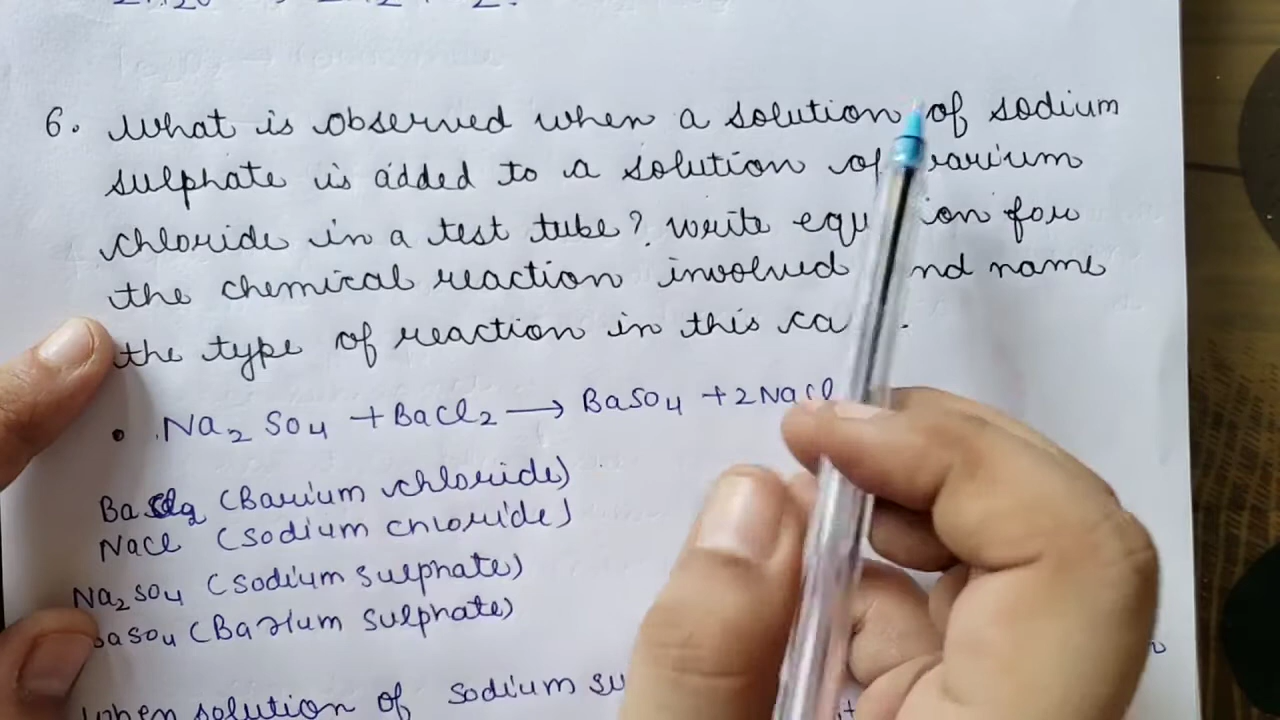 6. What is observed when a solution of sodium
sulphate is added to a solution of barium
chloride in a test tube? Write equ ion for
the chemical reaction involved nd name
the type of reaction in this ca .
• Na2 SO4 + BaCl2 → BaSO4 + 2NaCl
BaCl2 (Barium chloride)
NaCl (Sodium chloride)
Na2SO4 (Sodium sulphate)
BaSO4 (Barium sulphate)
When solution of sodium su